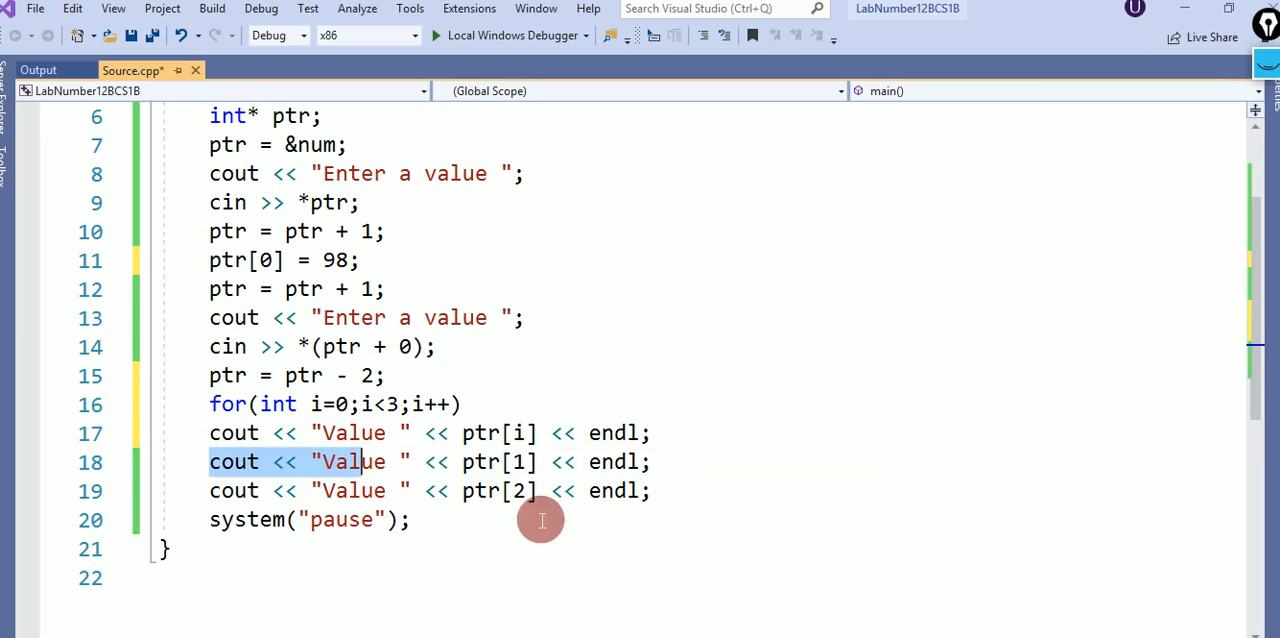 File Edit View Project Build Debug Test Analyze Tools Extensions Window Help Search Visual Studio (Ctrl+Q) LabNumber12BCS1B U
Debug x86 Local Windows Debugger Live Share
Output Source.cpp*
LabNumber12BCS1B (Global Scope) main()
Server Explorer
Toolbox
6 int* ptr;
7 ptr = &num;
8 cout << "Enter a value ";
9 cin >> *ptr;
10 ptr = ptr + 1;
11 ptr[0] = 98;
12 ptr = ptr + 1;
13 cout << "Enter a value ";
14 cin >> *(ptr + 0);
15 ptr = ptr - 2;
16 for(int i=0;i<3;i++)
17 cout << "Value " << ptr[i] << endl;
18 cout << "Value " << ptr[1] << endl;
19 cout << "Value " << ptr[2] << endl;
20 system("pause");
21 }
22